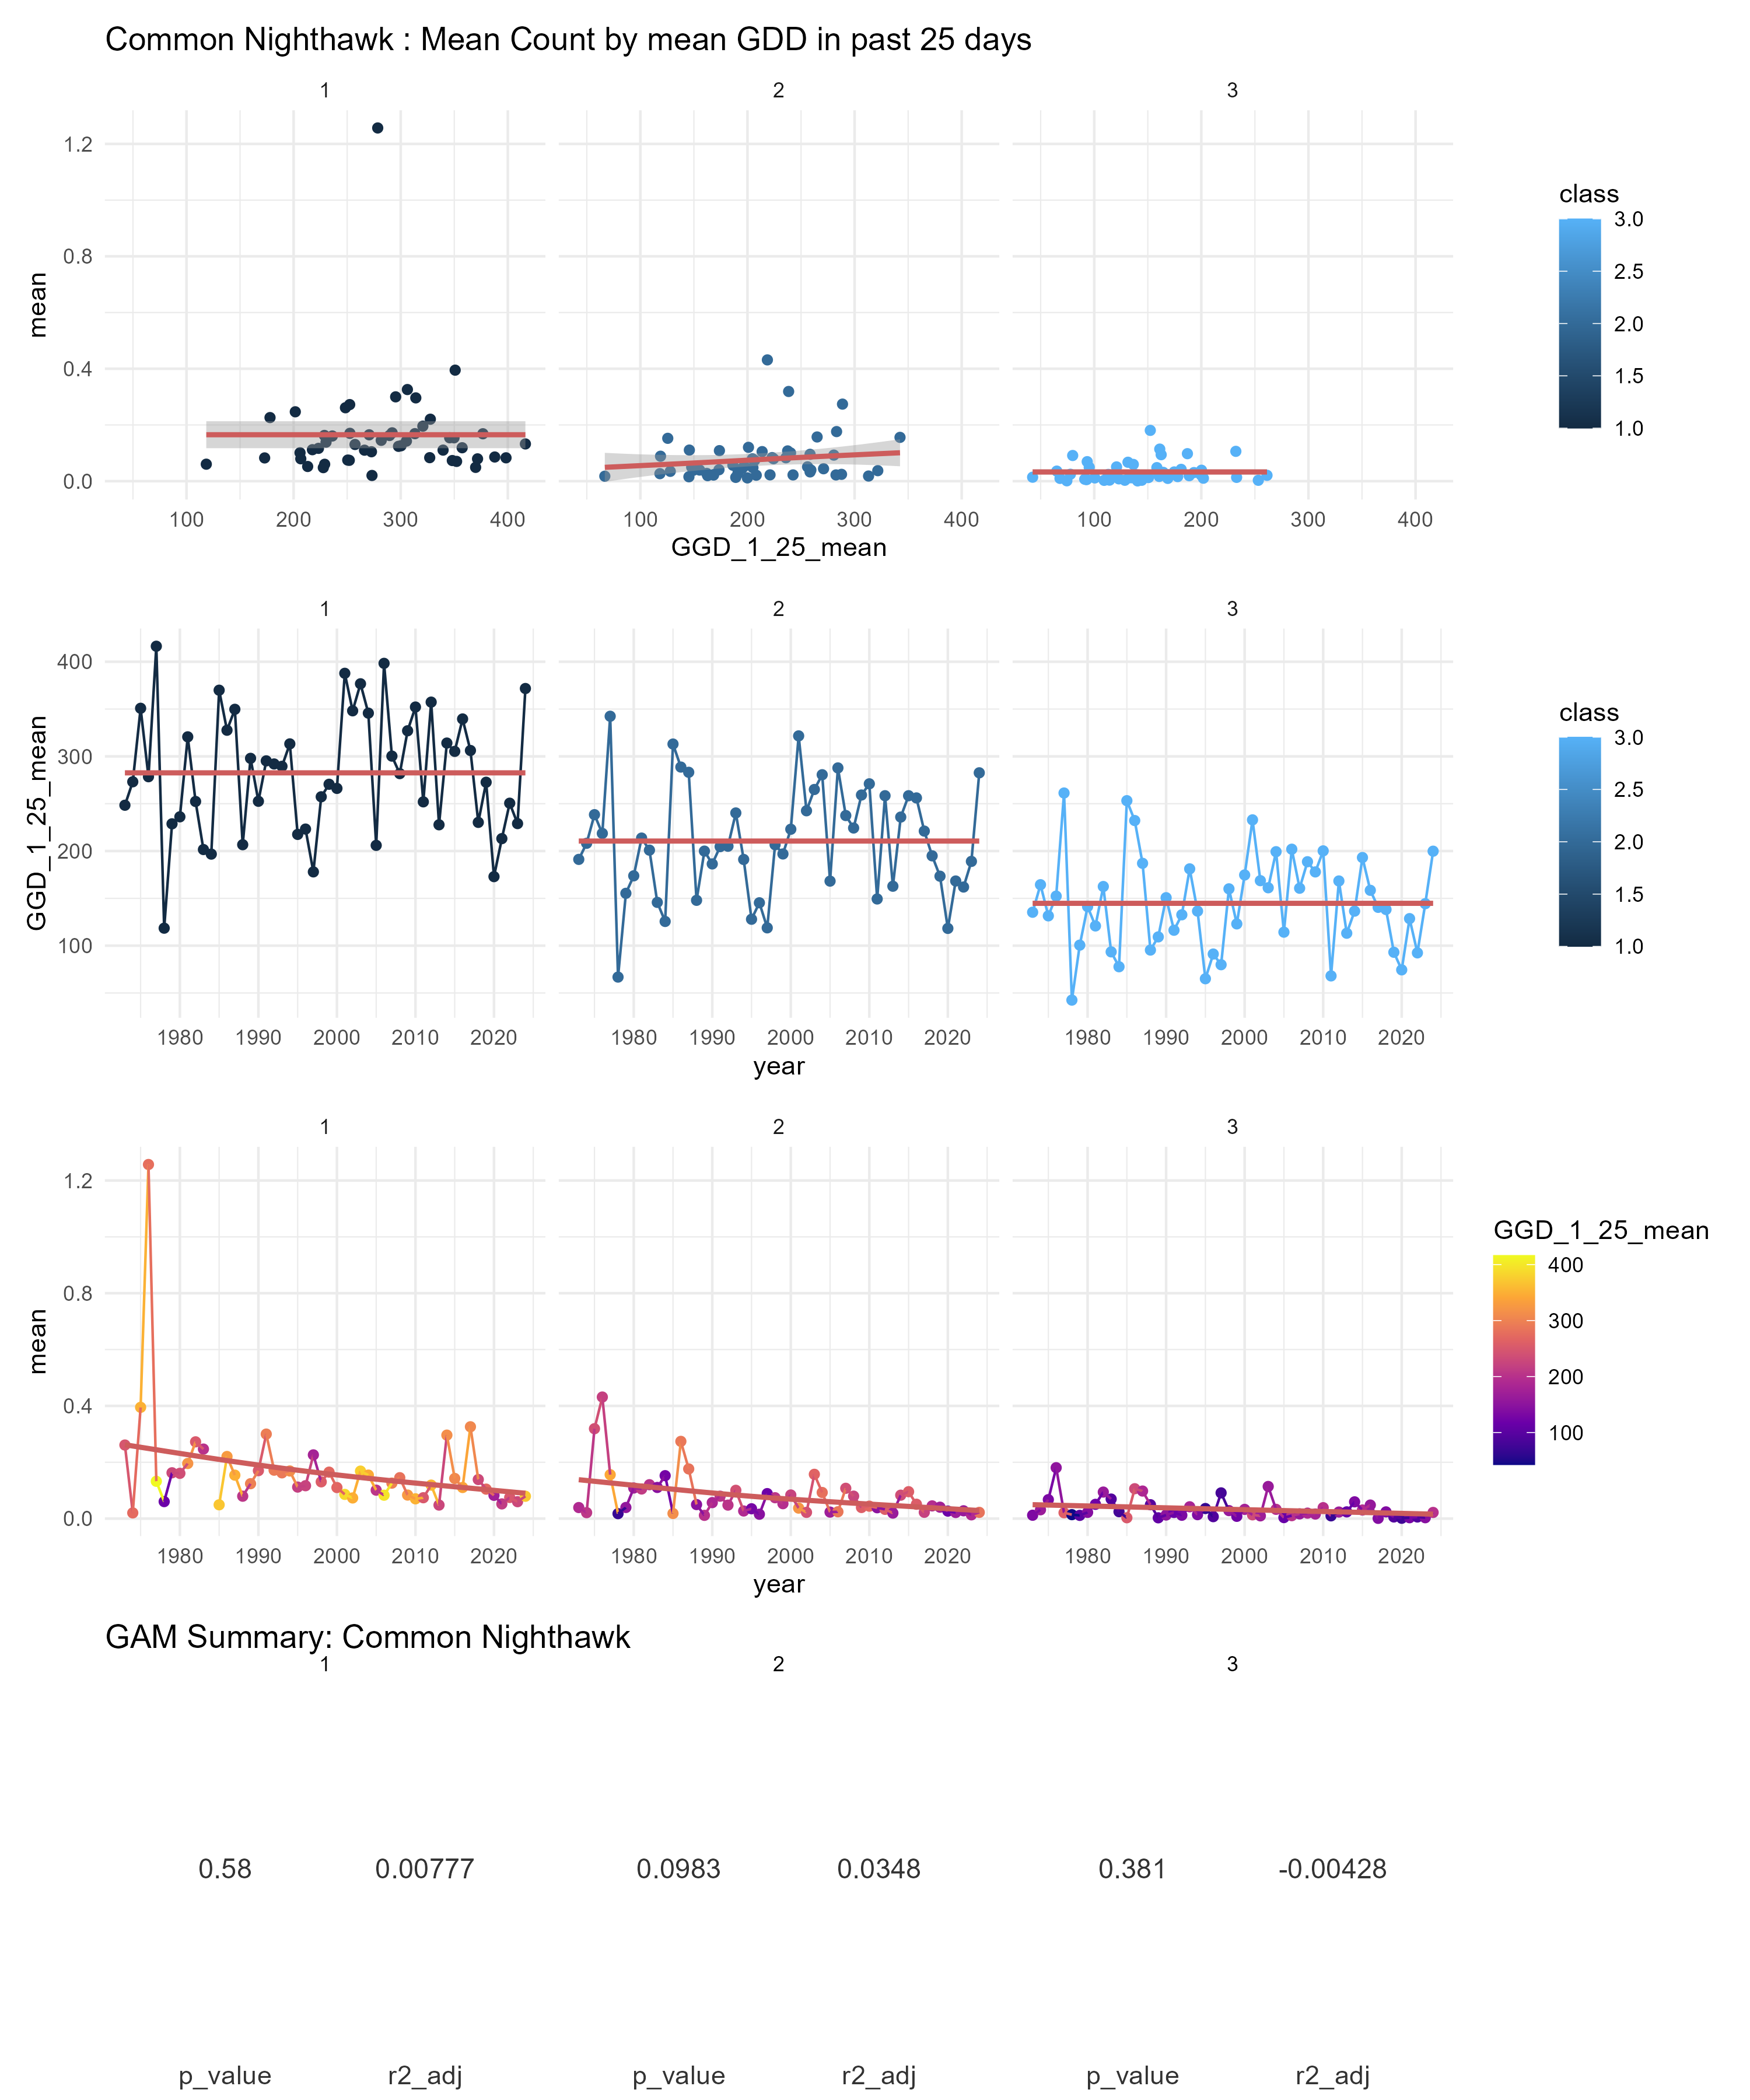 Common Nighthawk : Mean Count by mean GDD in past 25 days
1 2 3
mean
1.2
0.8
0.4
0.0
100 200 300 400 100 200 300 400 100 200 300 400
GGD_1_25_mean
class
3.0
2.5
2.0
1.5
1.0
1 2 3
GGD_1_25_mean
400
300
200
100
1980 1990 2000 2010 2020 1980 1990 2000 2010 2020 1980 1990 2000 2010 2020
year
class
3.0
2.5
2.0
1.5
1.0
1 2 3
mean
1.2
0.8
0.4
0.0
1980 1990 2000 2010 2020 1980 1990 2000 2010 2020 1980 1990 2000 2010 2020
year
GGD_1_25_mean
400
300
200
100
GAM Summary: Common Nighthawk
1 2 3
0.58 0.00777 0.0983 0.0348 0.381 -0.00428
p_value r2_adj p_value r2_adj p_value r2_adj